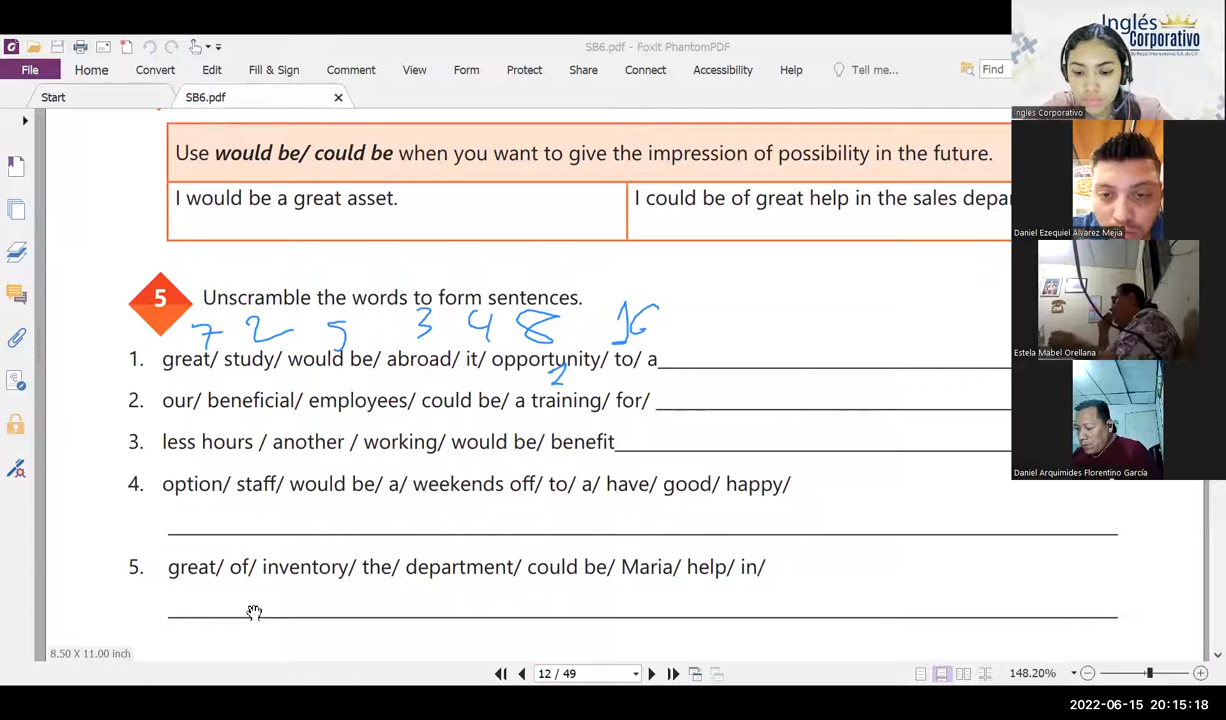 SB6.pdf - Foxit PhantomPDF
File Home Convert Edit Fill & Sign Comment View Form Protect Share Connect Accessibility Help Tell me... Find
Start SB6.pdf
Use would be/ could be when you want to give the impression of possibility in the future.
I would be a great asset. I could be of great help in the sales depar
5 Unscramble the words to form sentences.
7 2 5 3 4 8 16
1. great/ study/ would be/ abroad/ it/ opportunity/ to/ a
2
2. our/ beneficial/ employees/ could be/ a training/ for/
3. less hours / another / working/ would be/ benefit
4. option/ staff/ would be/ a/ weekends off/ to/ a/ have/ good/ happy/
5. great/ of/ inventory/ the/ department/ could be/ Maria/ help/ in/
8.50 X 11.00 inch
12 / 49
148.20%
Inglés
Corporativo
Ingles Corporativo
Daniel Ezequiel Alvarez Mejia
Estela Mabel Orellana
Daniel Arquimides Florentino García
2022-06-15 20:15:18